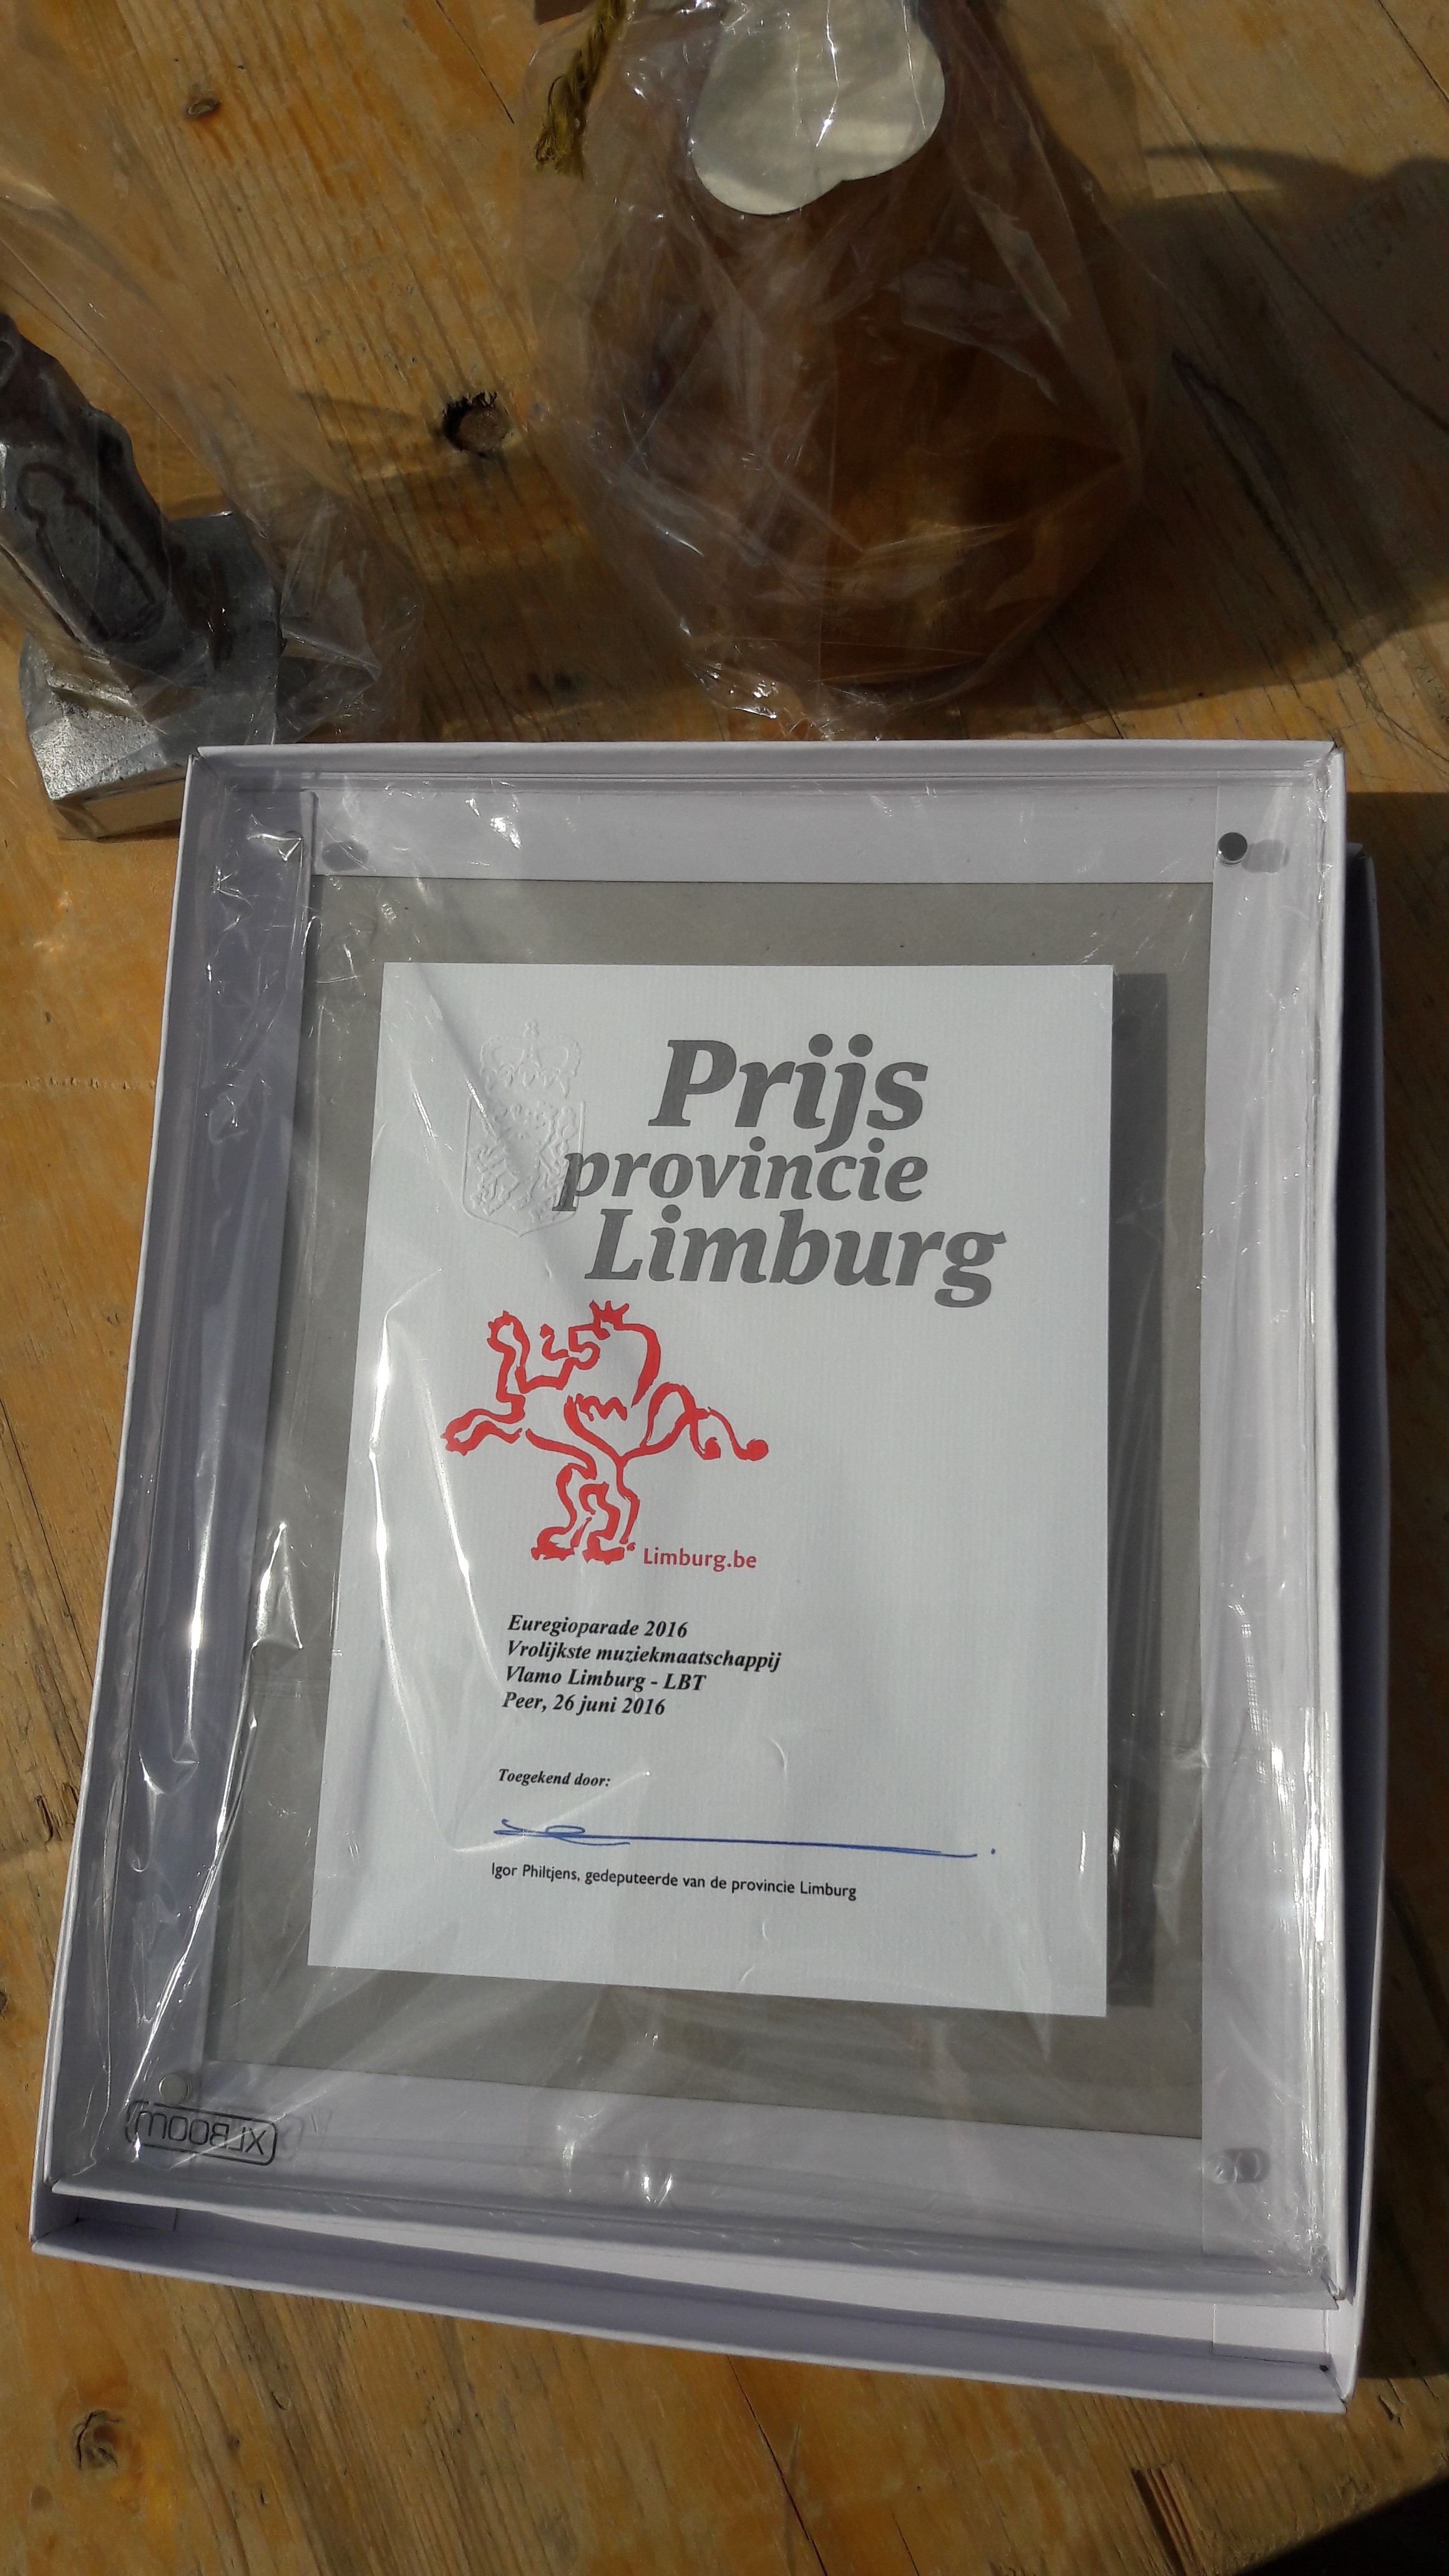 Prijs
provincie
Limburg
Limburg.be
Euregioparade 2016
Vrolijkste muziekmaatschappij
Vlamo Limburg - LBT
Peer, 26 juni 2016
Toegekend door:
Igor Philtjens, gedeputeerde van de provincie Limburg
XLBOOM